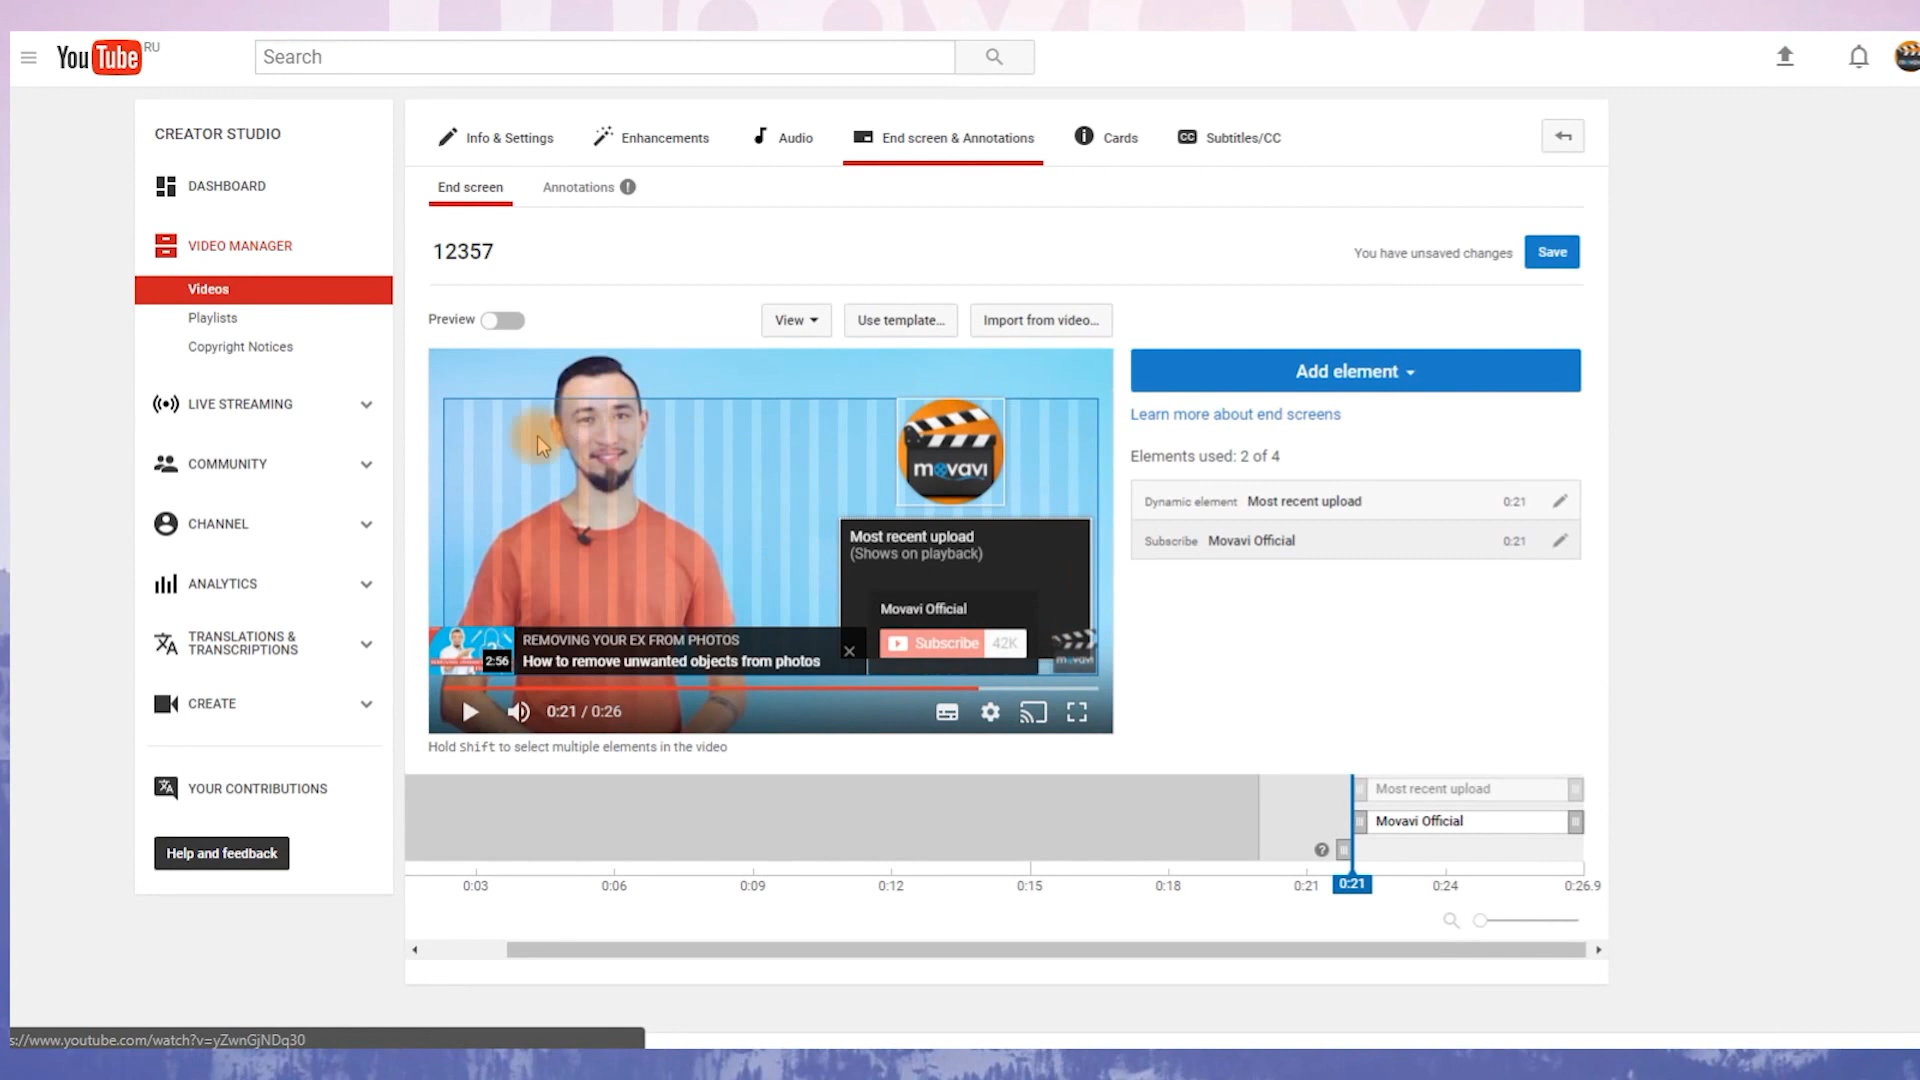 YouTube RU
Search
CREATOR STUDIO
DASHBOARD
VIDEO MANAGER
Videos
Playlists
Copyright Notices
LIVE STREAMING
COMMUNITY
CHANNEL
ANALYTICS
TRANSLATIONS &
TRANSCRIPTIONS
CREATE
YOUR CONTRIBUTIONS
Help and feedback
Info & Settings
Enhancements
Audio
End screen & Annotations
Cards
CC Subtitles/CC
End screen
Annotations
12357
You have unsaved changes
Save
Preview
View
Use template...
Import from video...
movavi
Most recent upload
(Shows on playback)
Movavi Official
Subscribe 42K
movavi
REMOVING YOUR EX FROM PHOTOS
2:56
How to remove unwanted objects from photos
0:21 / 0:26
Hold Shift to select multiple elements in the video
Add element
Learn more about end screens
Elements used: 2 of 4
Dynamic element Most recent upload 0:21
Subscribe Movavi Official 0:21
Most recent upload
Movavi Official
0:03 0:06 0:09 0:12 0:15 0:18 0:21 0:21 0:24 0:26.9
s://www.youtube.com/watch?v=yZwnGjNDq30